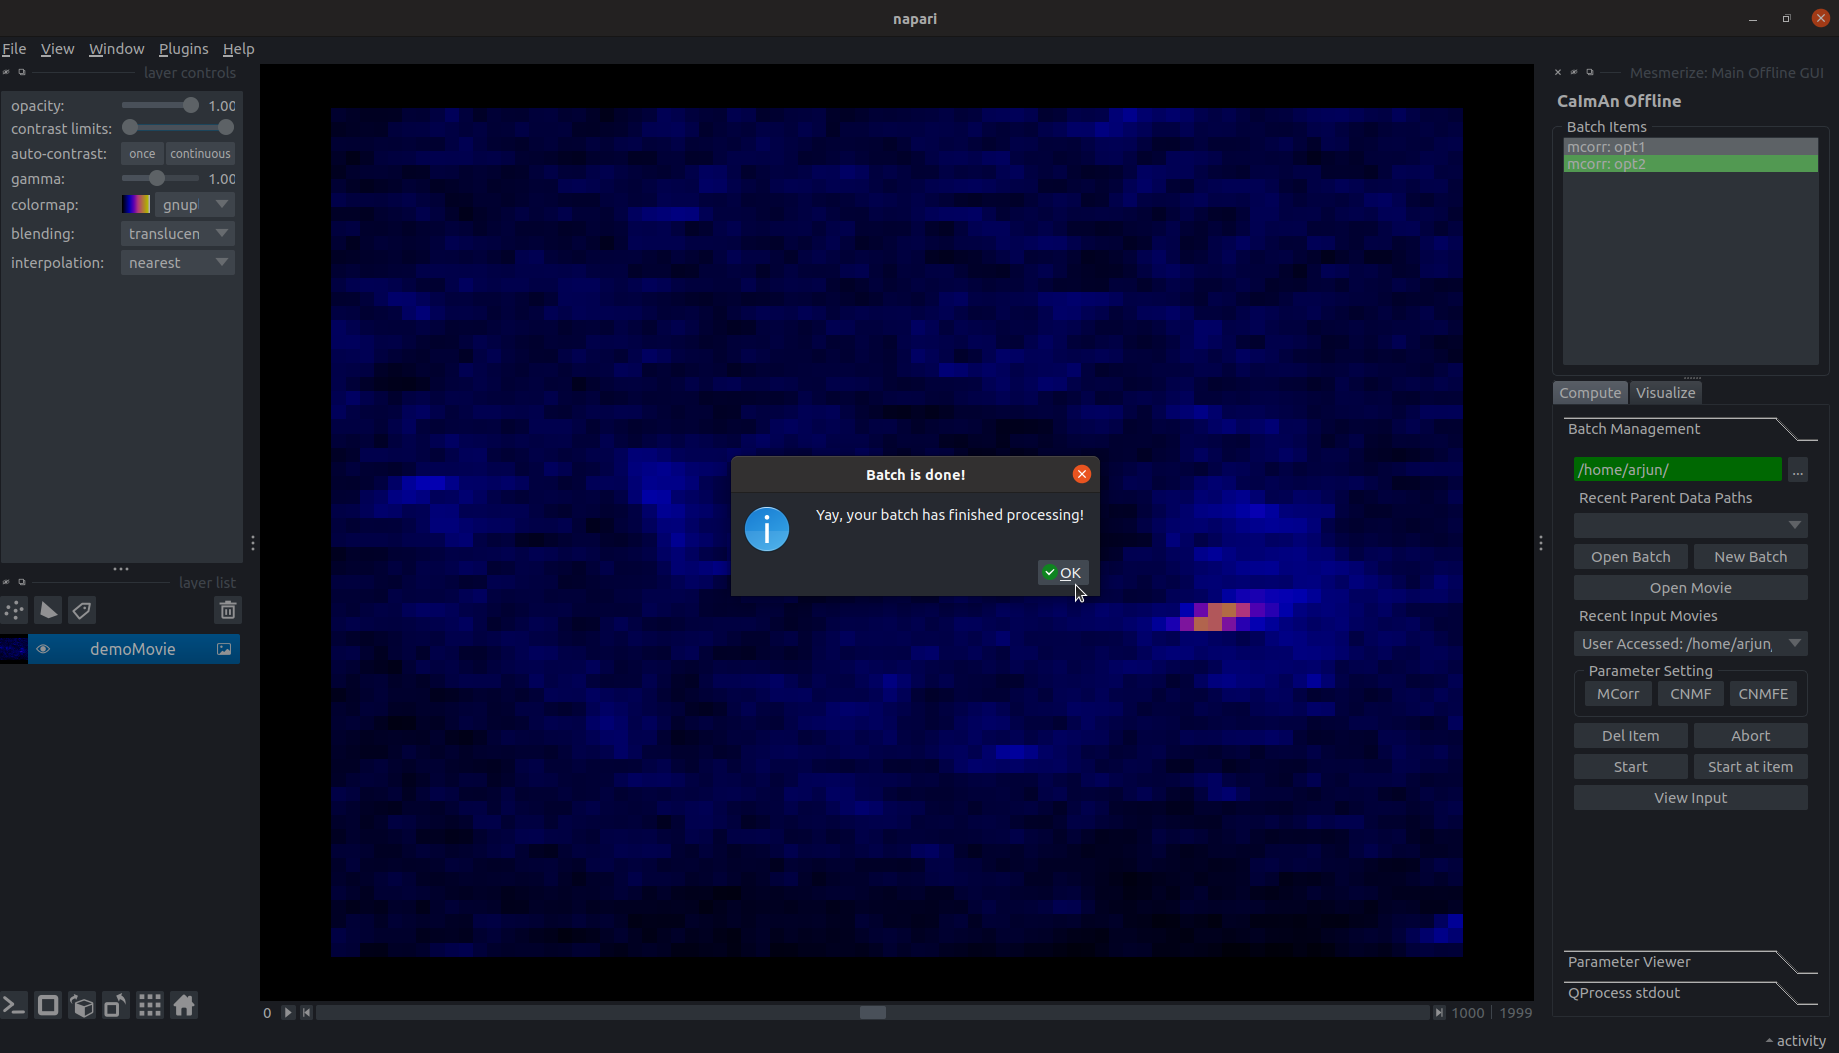 napari
File View Window Plugins Help
layer controls
opacity: 1.00
contrast limits:
auto-contrast: once continuous
gamma: 1.00
colormap: gnupl
blending: translucen
interpolation: nearest
layer list
demoMovie
Batch is done!
Yay, your batch has finished processing!
OK
0 1000 1999
Mesmerize: Main Offline GUI
CaImAn Offline
Batch Items
mcorr: opt1
mcorr: opt2
Compute Visualize
Batch Management
/home/arjun/ ...
Recent Parent Data Paths
Open Batch New Batch
Open Movie
Recent Input Movies
User Accessed: /home/arjun
Parameter Setting
MCorr CNMF CNMFE
Del Item Abort
Start Start at item
View Input
Parameter Viewer
QProcess stdout
activity